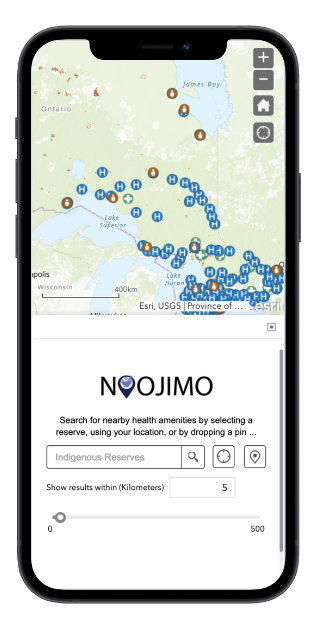 James Bay
Ontario
Lake
Superior
Lake
Huron
Wisconsin
400km
Esri, USGS | Province of ...
esri
NOOJIMO
Search for nearby health amenities by selecting a
reserve, using your location, or by dropping a pin ...
Indigenous Reserves
Show results within (Kilometers)
5
0
500